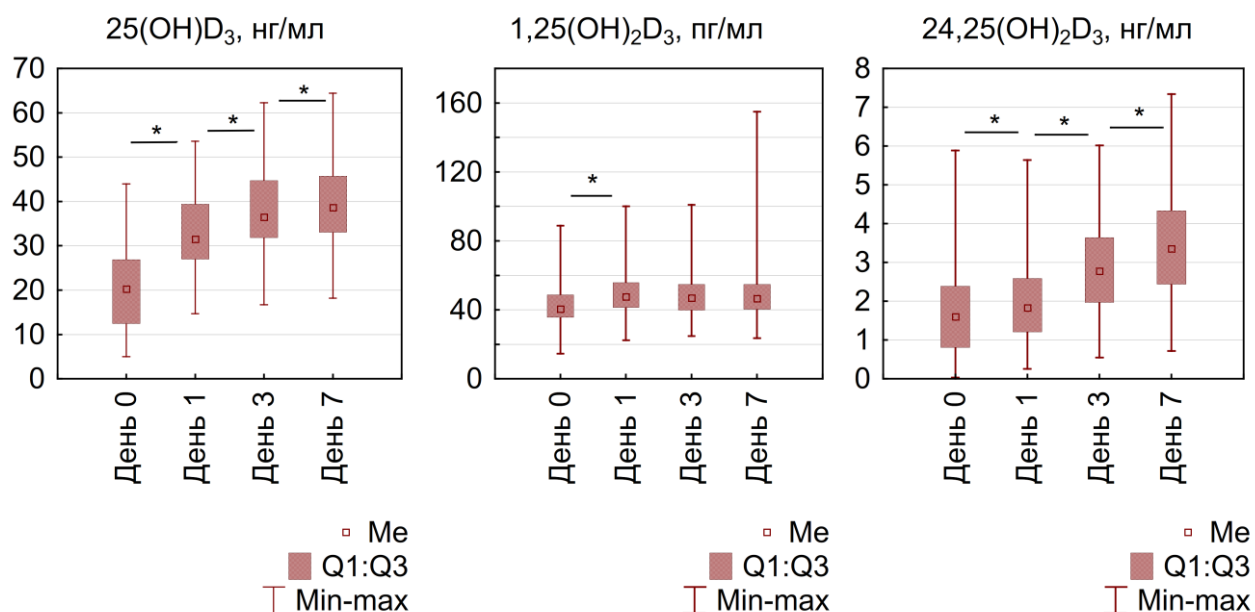 25(OH)D₃, нг/мл
70
60
50
40
30
20
10
0
*
*
*
День 0
День 1
День 3
День 7
Me
Q1:Q3
Min-max
1,25(OH)₂D₃, пг/мл
160
120
80
40
0
*
День 0
День 1
День 3
День 7
Me
Q1:Q3
Min-max
24,25(OH)₂D₃, нг/мл
8
7
6
5
4
3
2
1
0
*
*
*
День 0
День 1
День 3
День 7
Me
Q1:Q3
Min-max